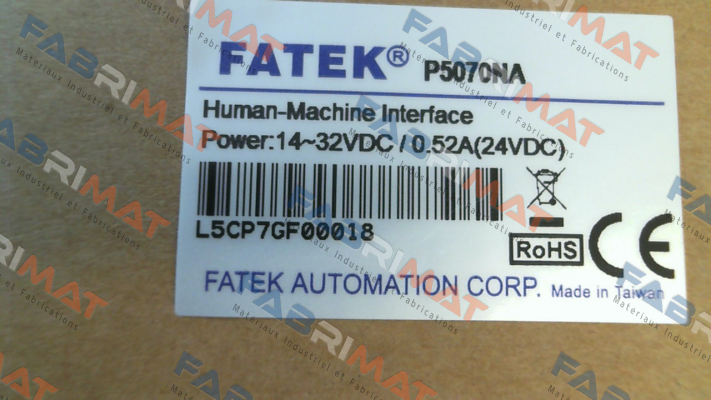 FATEK® P5070NA
Human-Machine Interface
Power:14~32VDC / 0.52A(24VDC)
L5CP7GF00018
RoHS
CE
FATEK AUTOMATION CORP. Made in Taiwan
FABRIMAT
Materiaux Industriel et Fabrications